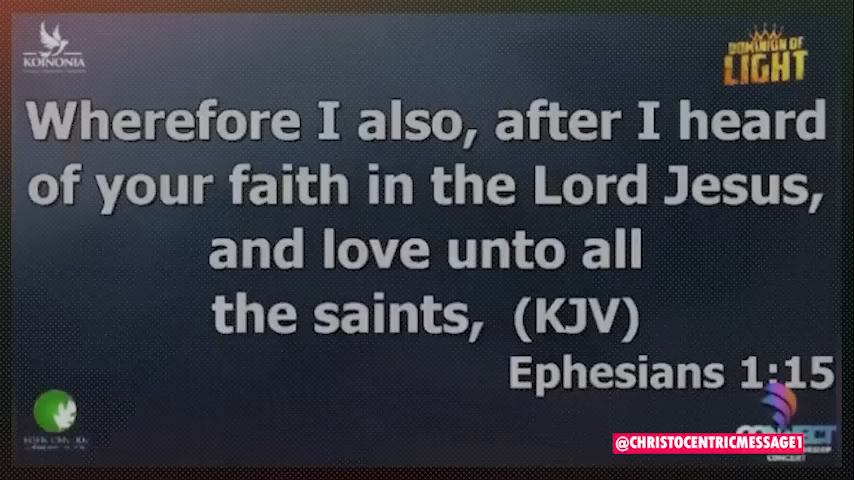 KOINONIA
DOMINION OF
LIGHT
Wherefore I also, after I heard
of your faith in the Lord Jesus,
and love unto all
the saints, (KJV)
Ephesians 1:15
@CHRISTOCENTRICMESSAGE1
CONCERT